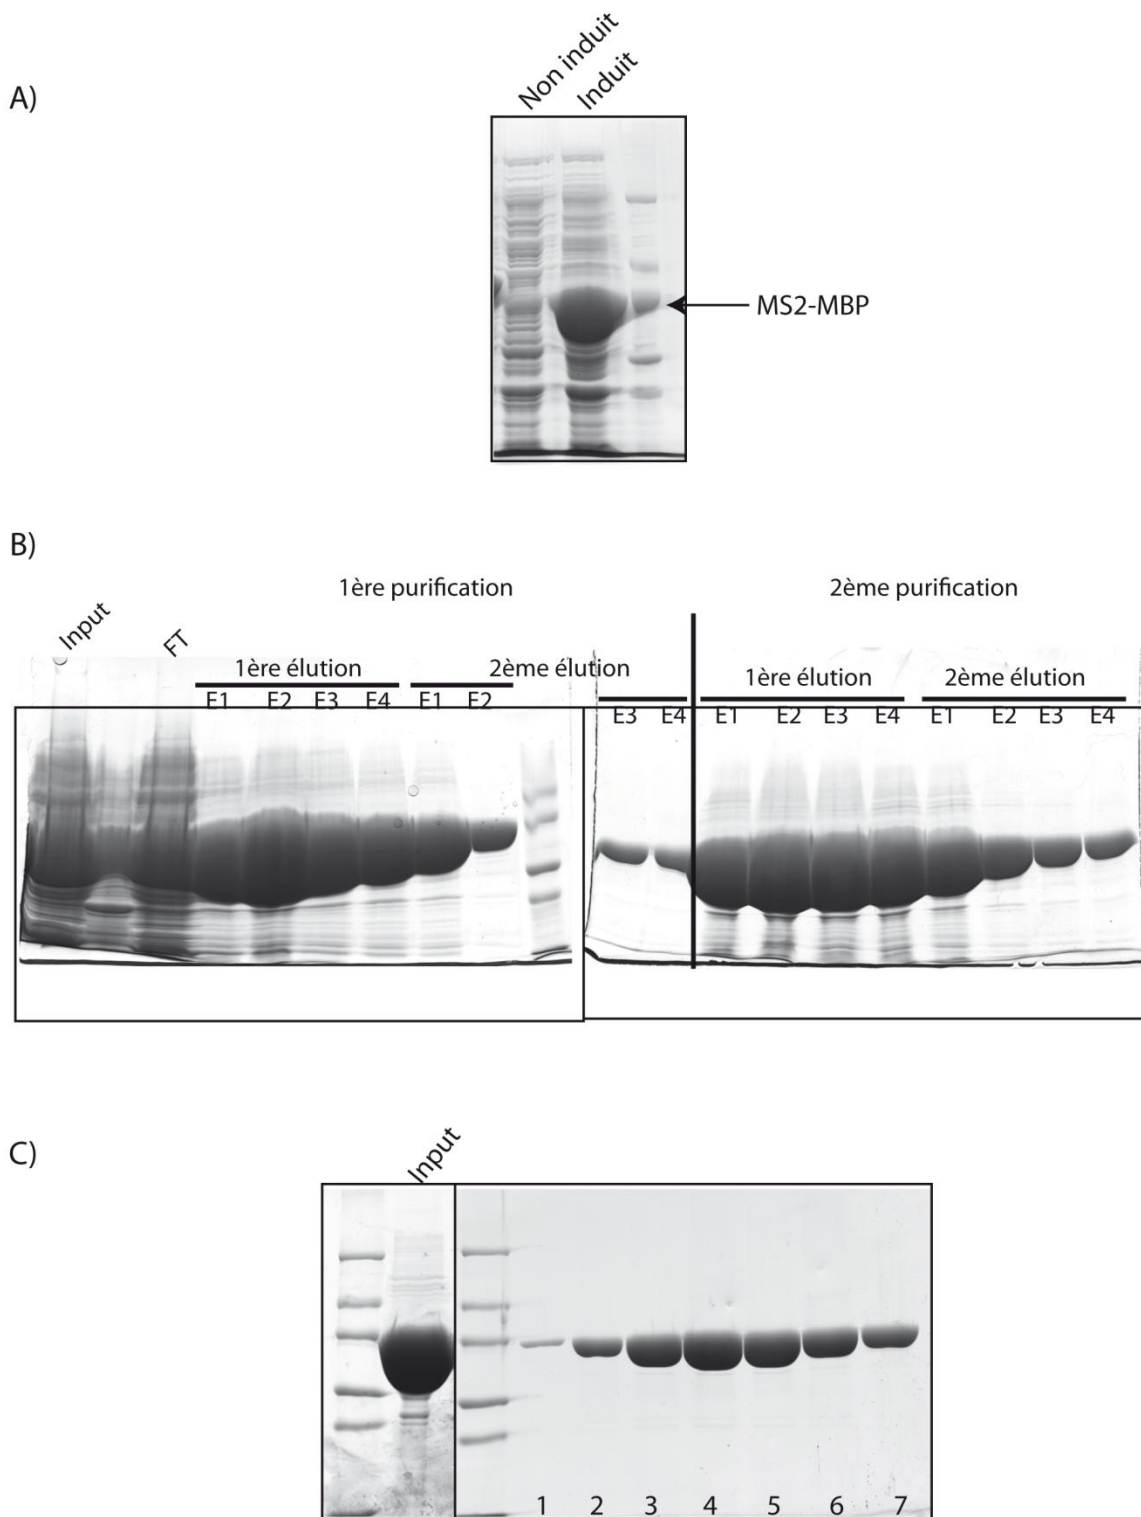 A)
Non induit
Induit
MS2-MBP
B)
1ère purification
2ème purification
Input
FT
1ère élution
2ème élution
1ère élution
2ème élution
E1 E2 E3 E4 E1 E2 E3 E4 E1 E2 E3 E4 E1 E2 E3 E4
C)
Input
1 2 3 4 5 6 7